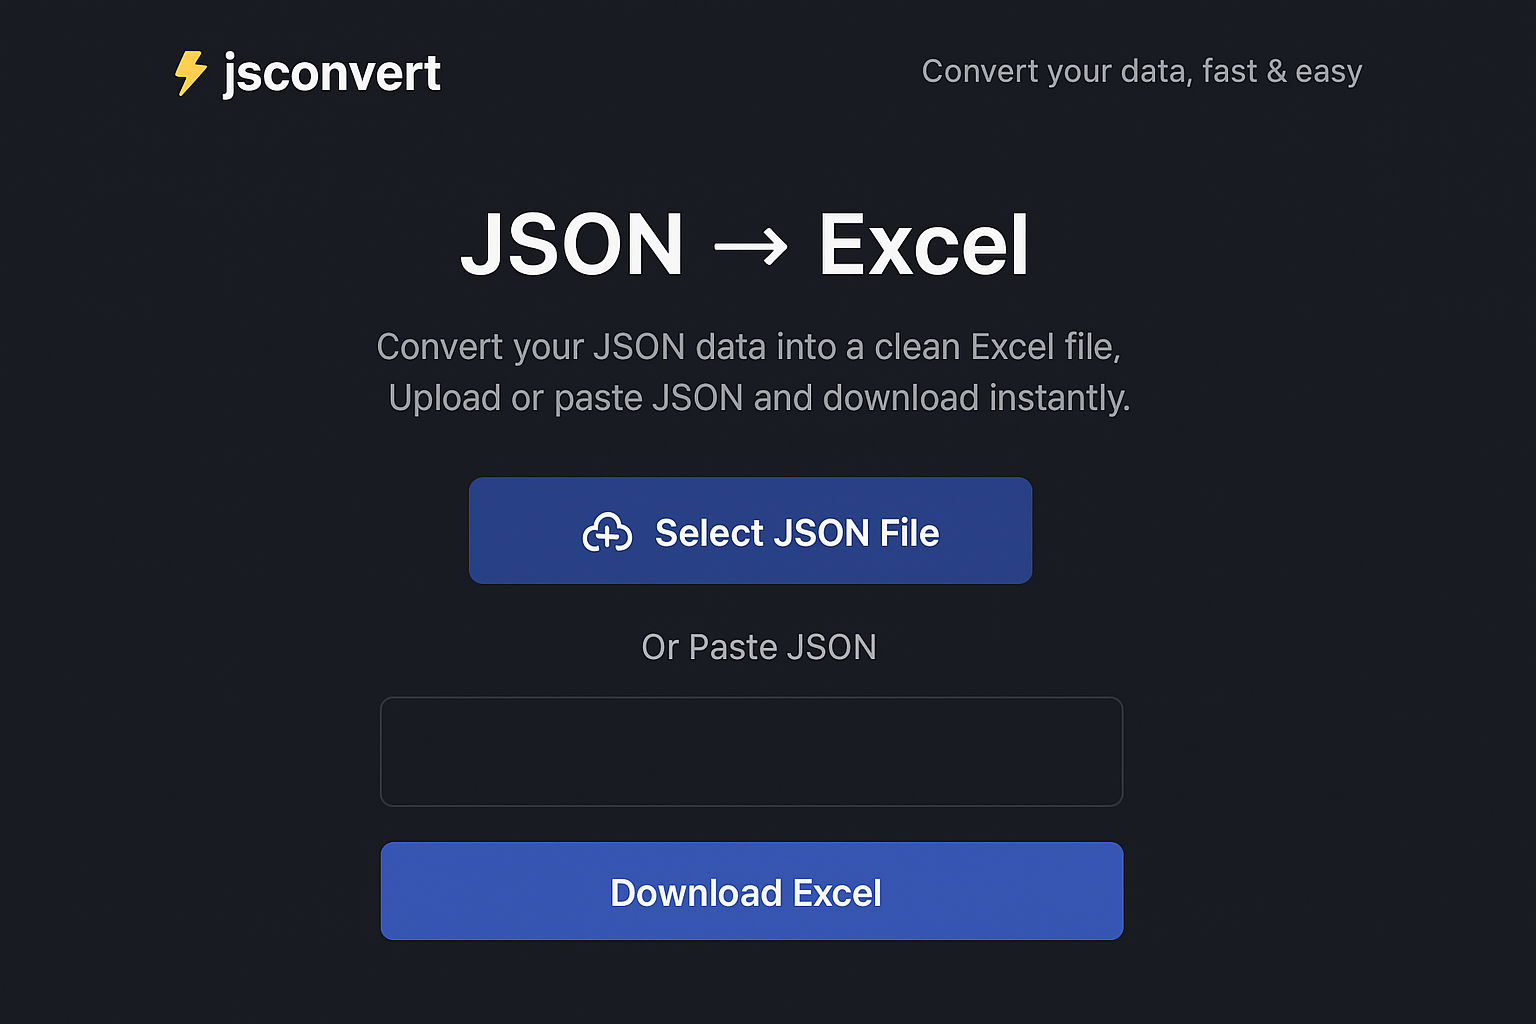 jsconvert
Convert your data, fast & easy
JSON → Excel
Convert your JSON data into a clean Excel file,
Upload or paste JSON and download instantly.
Select JSON File
Or Paste JSON
Download Excel